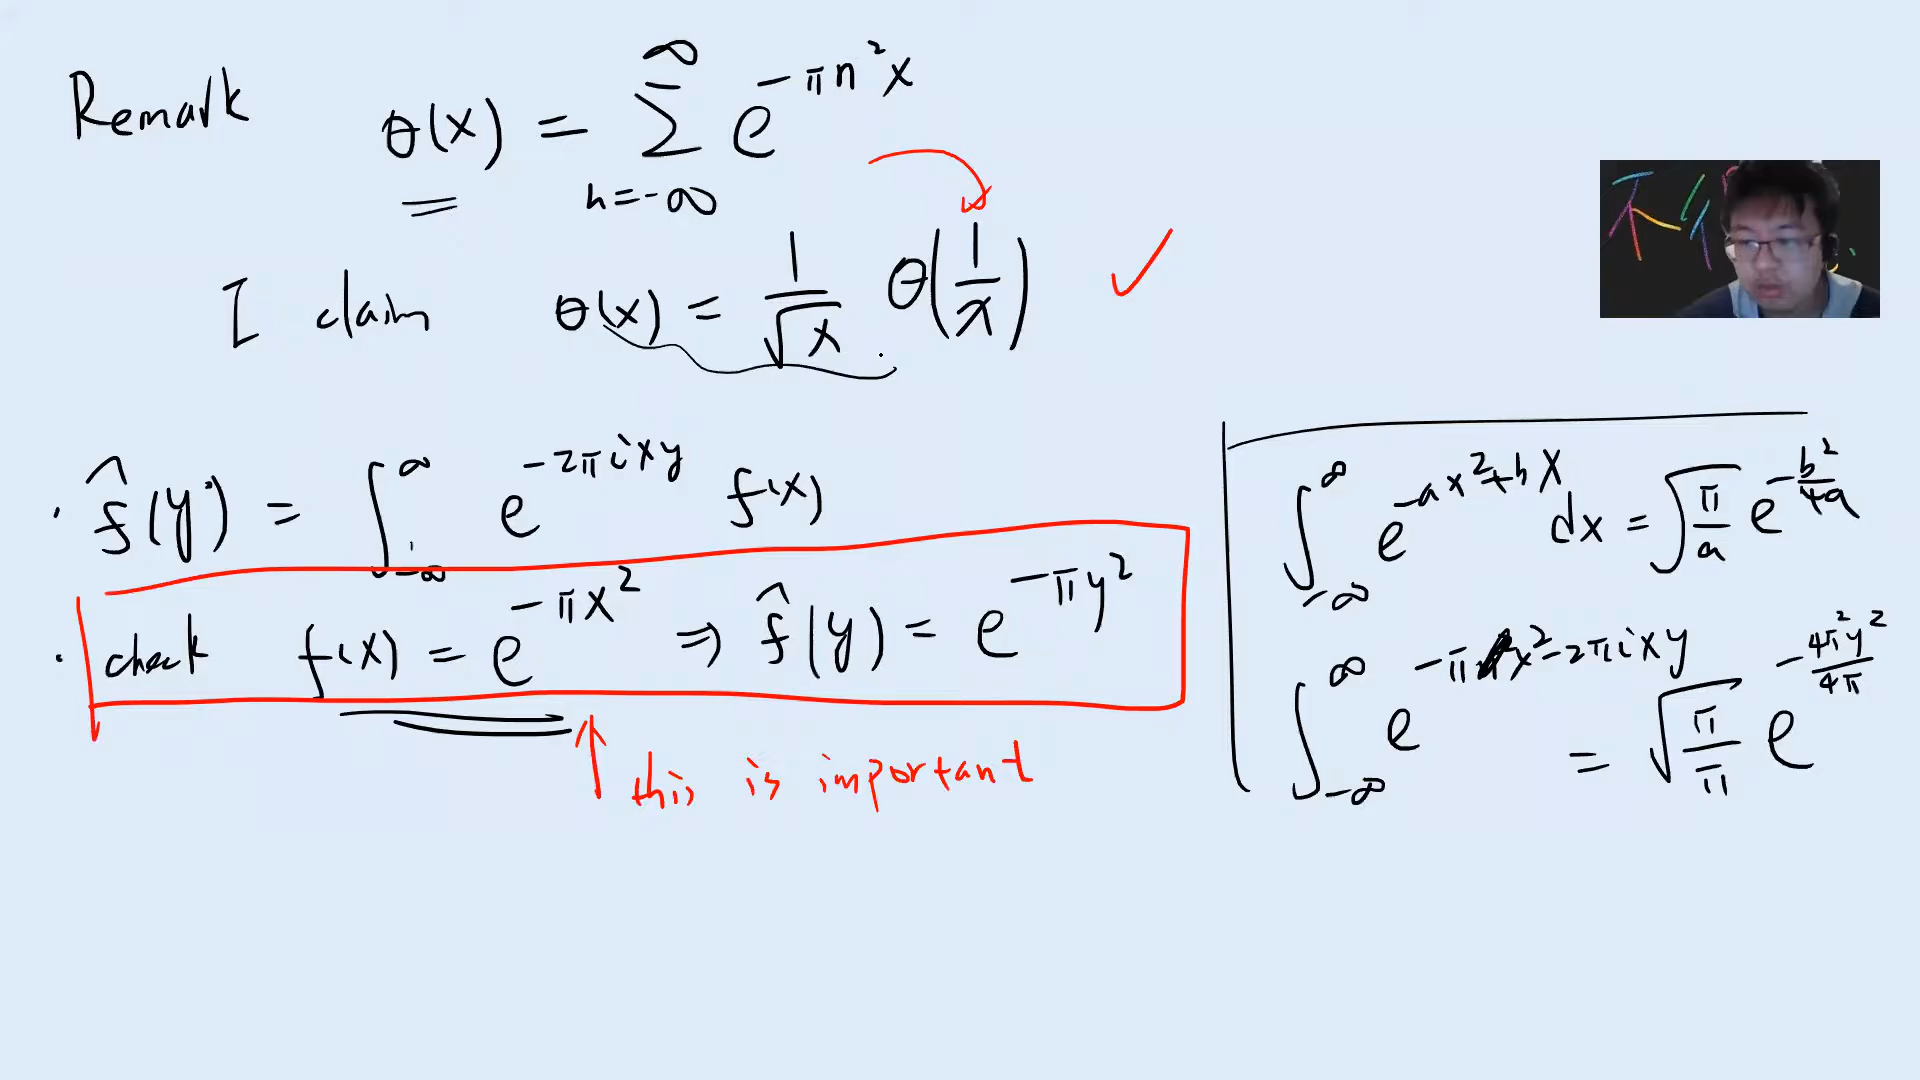 Remark θ(x) = ∑_{n=-∞}^{∞} e^{-πn²x}
I claim θ(x) = 1/√x θ(1/x) ✓
· f̂(y) = ∫_{-∞}^{∞} e^{-2πixy} f(x)
· check f(x) = e^{-πx²} ⇒ f̂(y) = e^{-πy²}
↑ this is important
∫_{-∞}^{∞} e^{-ax²+bx} dx = √(π/a) e^{-b²/4a}
∫_{-∞}^{∞} e^{-πx²-2πixy}
= √(π/π) e^{-4π²y²/4π}
不